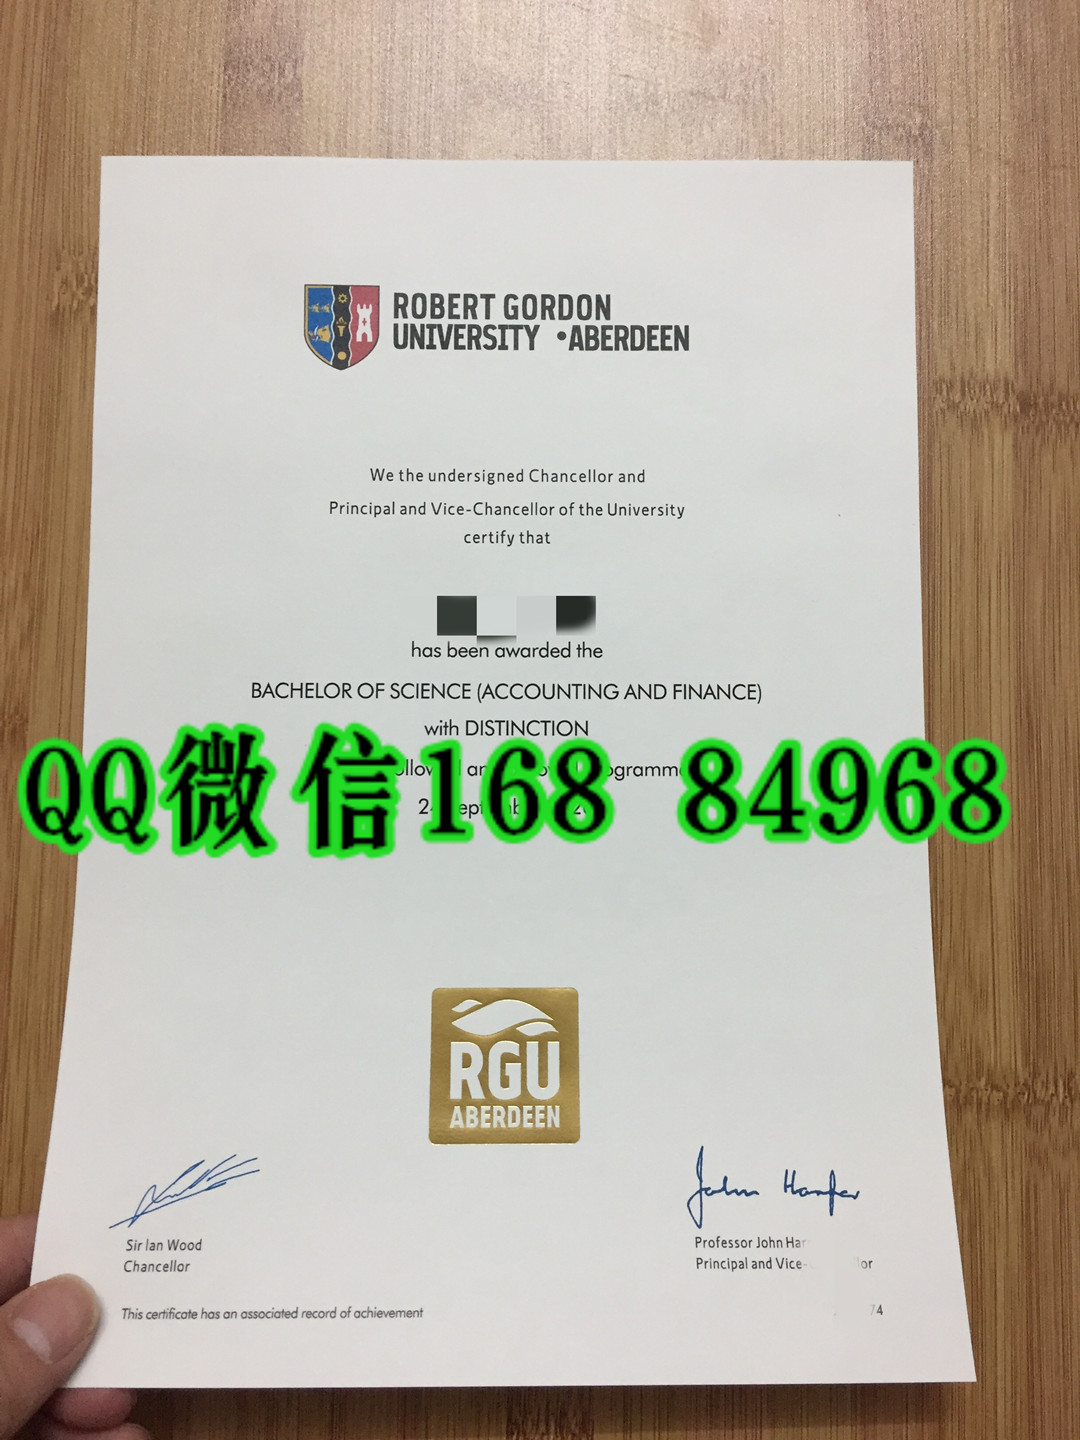 ROBERT GORDON
UNIVERSITY •ABERDEEN
We the undersigned Chancellor and
Principal and Vice-Chancellor of the University
certify that
has been awarded the
BACHELOR OF SCIENCE (ACCOUNTING AND FINANCE)
with DISTINCTION
QQ微信168 84968
RGU
ABERDEEN
John Harper
Sir Ian Wood
Chancellor
Professor John
Principal and Vice-
This certificate has an associated record of achievement
74